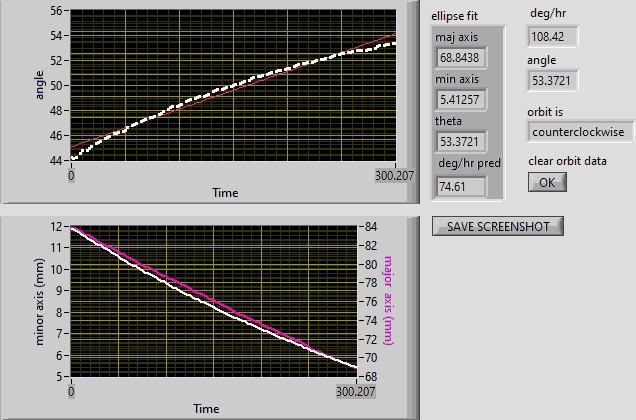 56
54
52
50
48
46
44
angle
0
300.207
Time
ellipse fit
maj axis
68.8438
min axis
5.41257
theta
53.3721
deg/hr pred
74.61
deg/hr
108.42
angle
53.3721
orbit is
counterclockwise
clear orbit data
OK
SAVE SCREENSHOT
12
11
10
9
8
7
6
5
minor axis (mm)
84
82
80
78
76
74
72
70
68
major axis (mm)
0
300.207
Time